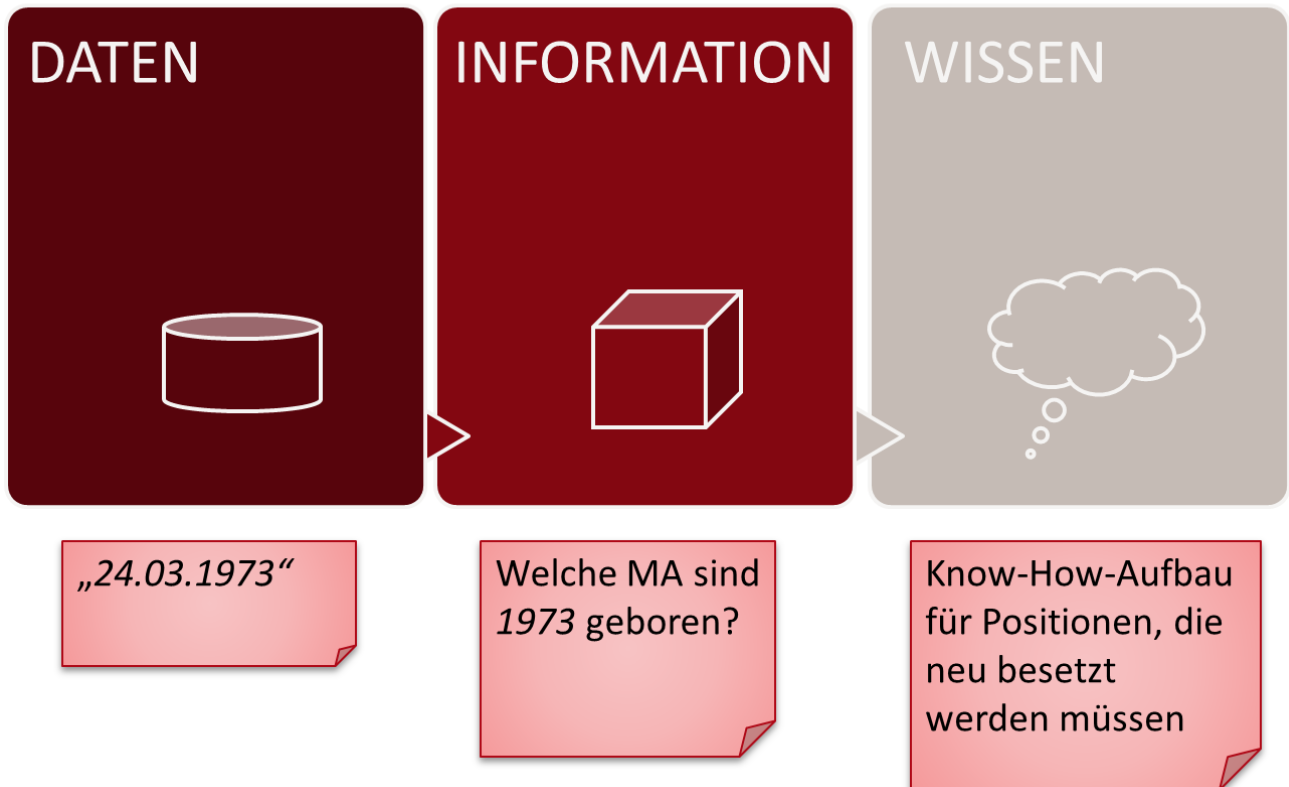 DATEN
INFORMATION
WISSEN
„24.03.1973“
Welche MA sind
1973 geboren?
Know-How-Aufbau
für Positionen, die
neu besetzt
werden müssen